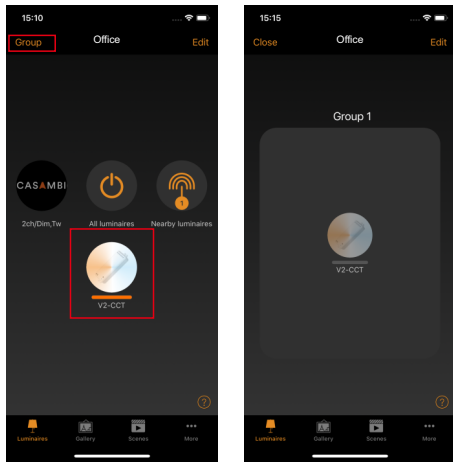 15:10
Group
Office
Edit
CASAMBI
1
2ch/Dim,Tw
All luminaires
Nearby luminaires
V2-CCT
?
Luminaires
Gallery
Scenes
More
15:15
Close
Office
Edit
Group 1
V2-CCT
?
Luminaires
Gallery
Scenes
More